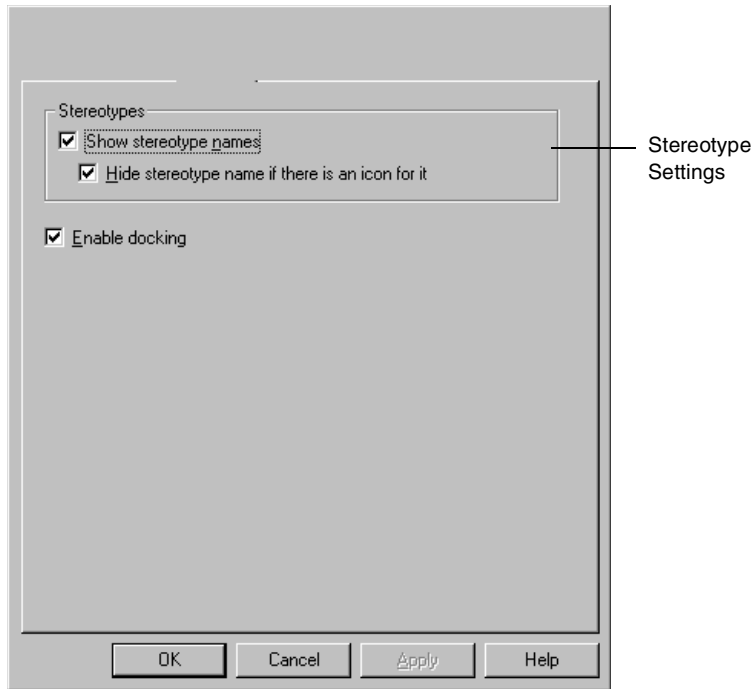 Stereotypes
Show stereotype names
Hide stereotype name if there is an icon for it
Stereotype
Settings
Enable docking
OK
Cancel
Apply
Help